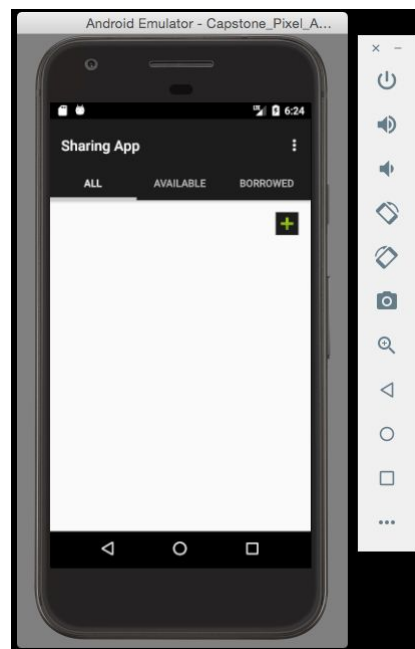 Android Emulator - Capstone_Pixel_A...
6:24
Sharing App
ALL AVAILABLE BORROWED